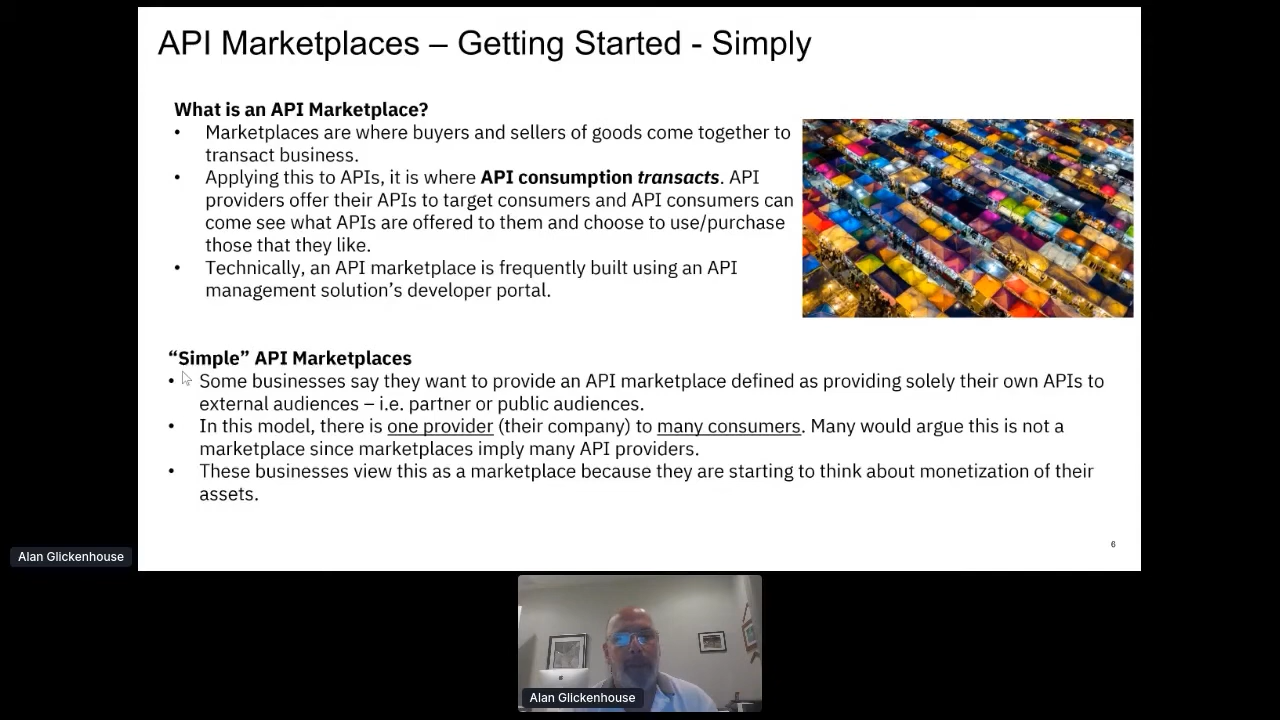 API Marketplaces – Getting Started - Simply
What is an API Marketplace?
• Marketplaces are where buyers and sellers of goods come together to
transact business.
• Applying this to APIs, it is where API consumption transacts. API
providers offer their APIs to target consumers and API consumers can
come see what APIs are offered to them and choose to use/purchase
those that they like.
• Technically, an API marketplace is frequently built using an API
management solution’s developer portal.
“Simple” API Marketplaces
• Some businesses say they want to provide an API marketplace defined as providing solely their own APIs to
external audiences – i.e. partner or public audiences.
• In this model, there is one provider (their company) to many consumers. Many would argue this is not a
marketplace since marketplaces imply many API providers.
• These businesses view this as a marketplace because they are starting to think about monetization of their
assets.
6
Alan Glickenhouse
Alan Glickenhouse